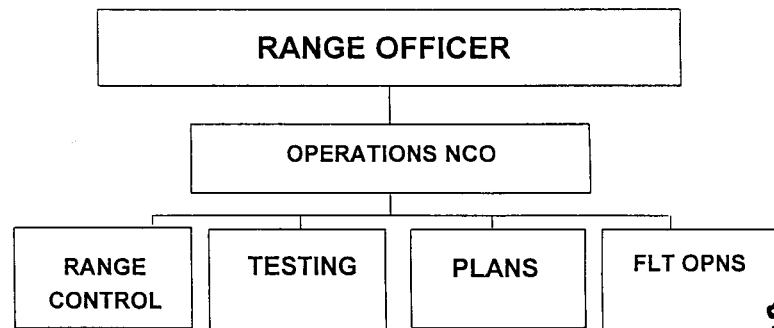 RANGE OFFICER
OPERATIONS NCO
RANGE
CONTROL
TESTING
PLANS
FLT OPNS